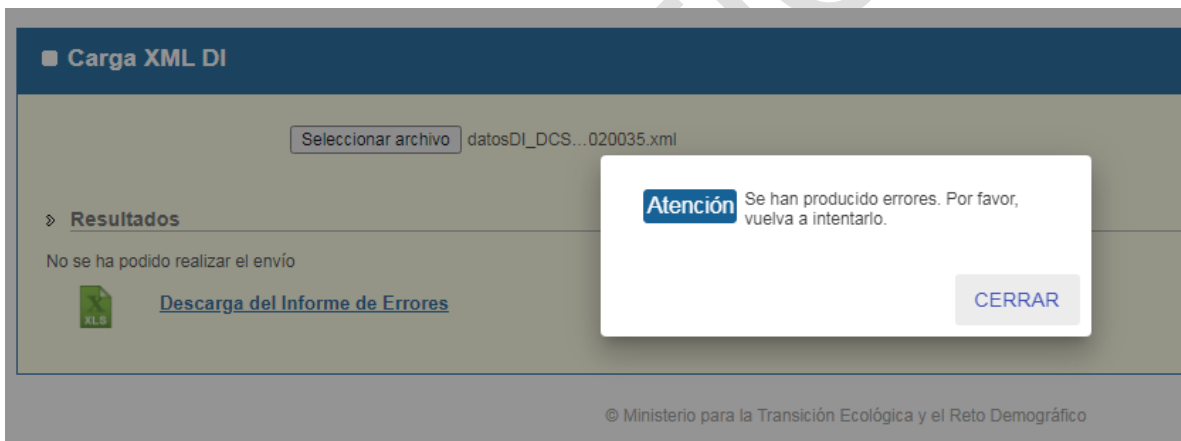 Carga XML DI
Seleccionar archivo datosDI_DCS...020035.xml
Atención Se han producido errores. Por favor,
vuelva a intentarlo.
Resultados
No se ha podido realizar el envío
XLS Descarga del Informe de Errores
CERRAR
© Ministerio para la Transición Ecológica y el Reto Demográfico